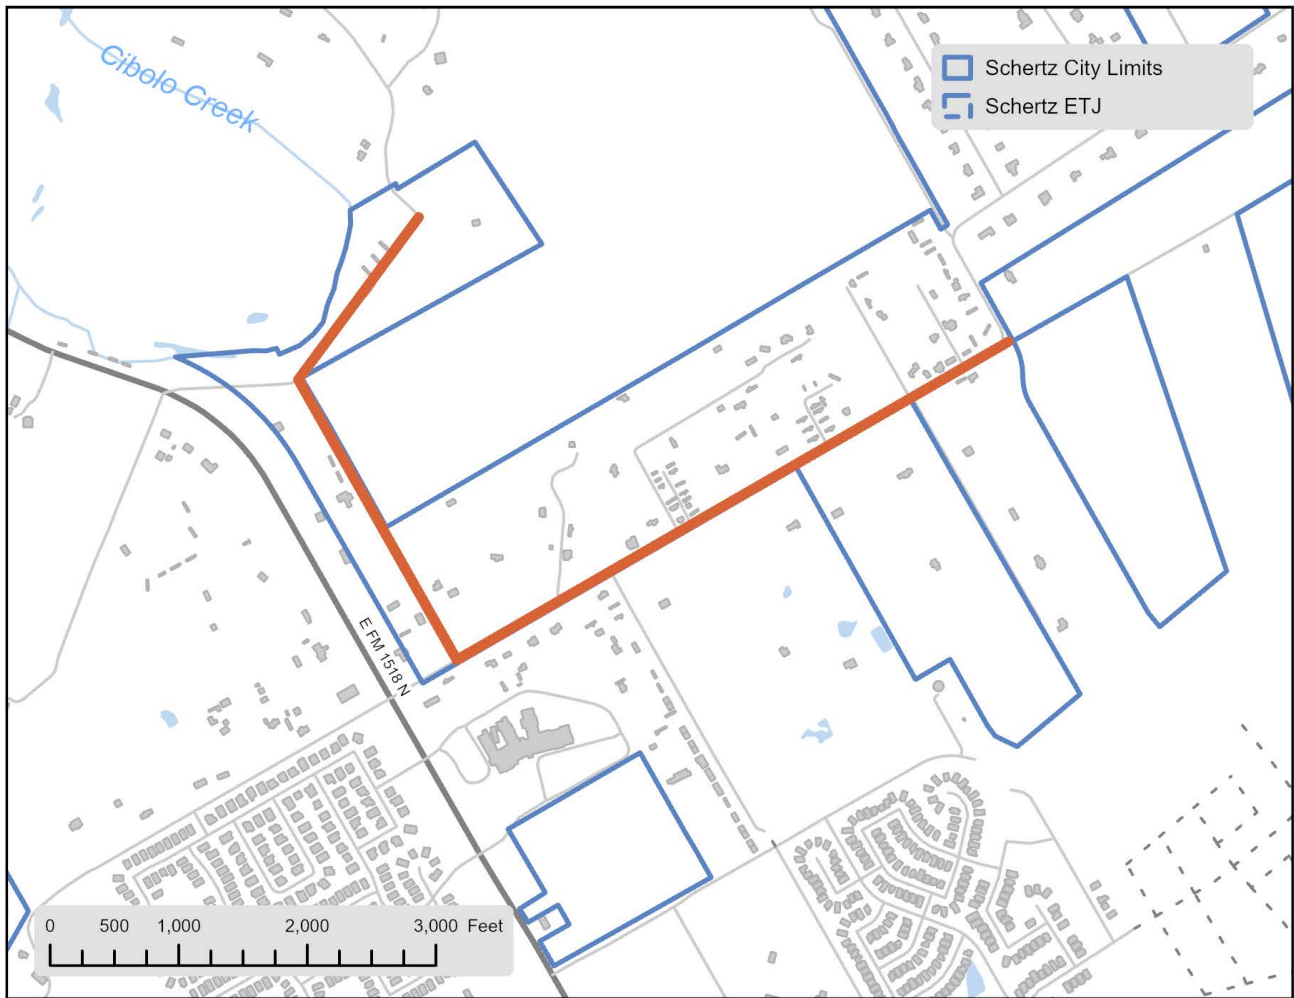 Cibolo Creek
Schertz City Limits
Schertz ETJ
E FM 1518 N
0 500 1,000 2,000 3,000 Feet